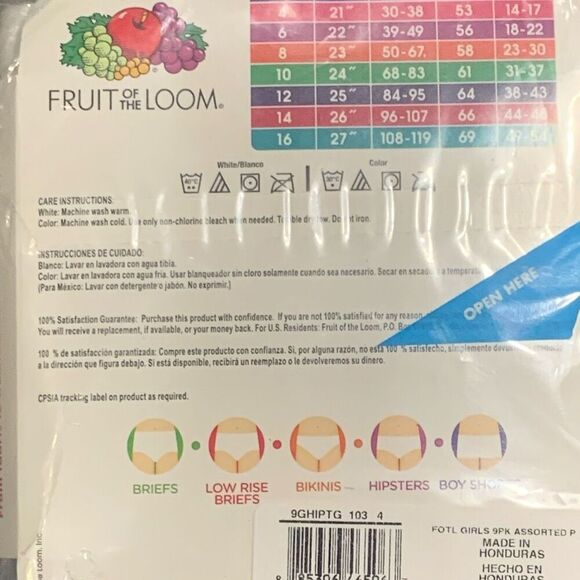 4 21" 30-38 53 14-17
6 22" 39-49 56 18-22
8 23" 50-67. 58 23-30
10 24" 68-83 61 31-37
12 25" 84-95 64 38-43
14 26" 96-107 66
16 27" 108-119 69
FRUIT OF THE LOOM®
White/Blanco Color
40°C 30°C
CARE INSTRUCTIONS:
White: Machine wash warm.
Color: Machine wash cold. Use only non-chlorine bleach when needed. Tumble dry low. Do not iron.
INSTRUCCIONES DE CUIDADO:
Blanco: Lavar en lavadora con agua tibia.
Color: Lavar en lavadora con agua fria. Usar blanqueador sin cloro solamente cuando sea necesario. Secar en
(Para México: Lavar con detergente o jabón. No exprimir.)
OPEN HERE
100% Satisfaction Guarantee: Purchase this product with confidence. If you are not 100% satisfied for any reason,
You will receive a replacement, if available, or your money back. For U.S. Residents: Fruit of the Loom, P.O.
100 % de satisfacción garantizada: Compre este producto con confianza. Si, por alguna razón, no está 100 % satisfecho, simplemente
a la dirección que figura debajo. Si está disponible, recibirá un reemplazo o le devolveremos su dinero.
CPSIA tracking label on product as required.
BRIEFS LOW RISE BRIEFS BIKINIS HIPSTERS BOY
9GHIPTG 103 4
FOTL GIRLS 9PK ASSORTED P
MADE IN
HONDURAS
HECHO EN
HONDURAS
e Loom, Inc